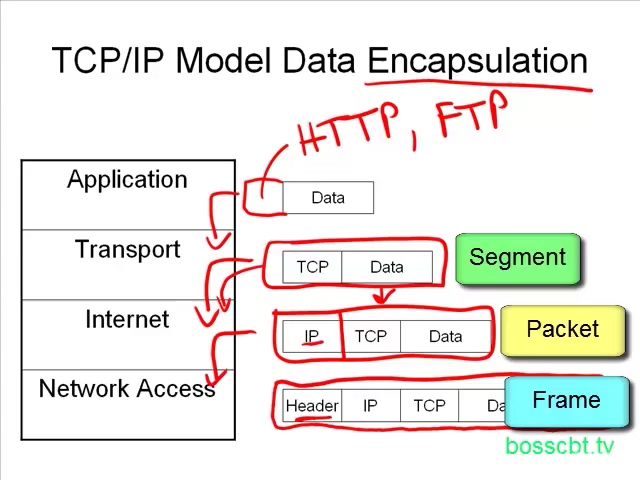 TCP/IP Model Data Encapsulation
HTTP, FTP
Application
Data
Transport
TCP Data
Segment
Internet
IP TCP Data
Packet
Network Access
Header IP TCP Da
Frame
bosscbt.tv